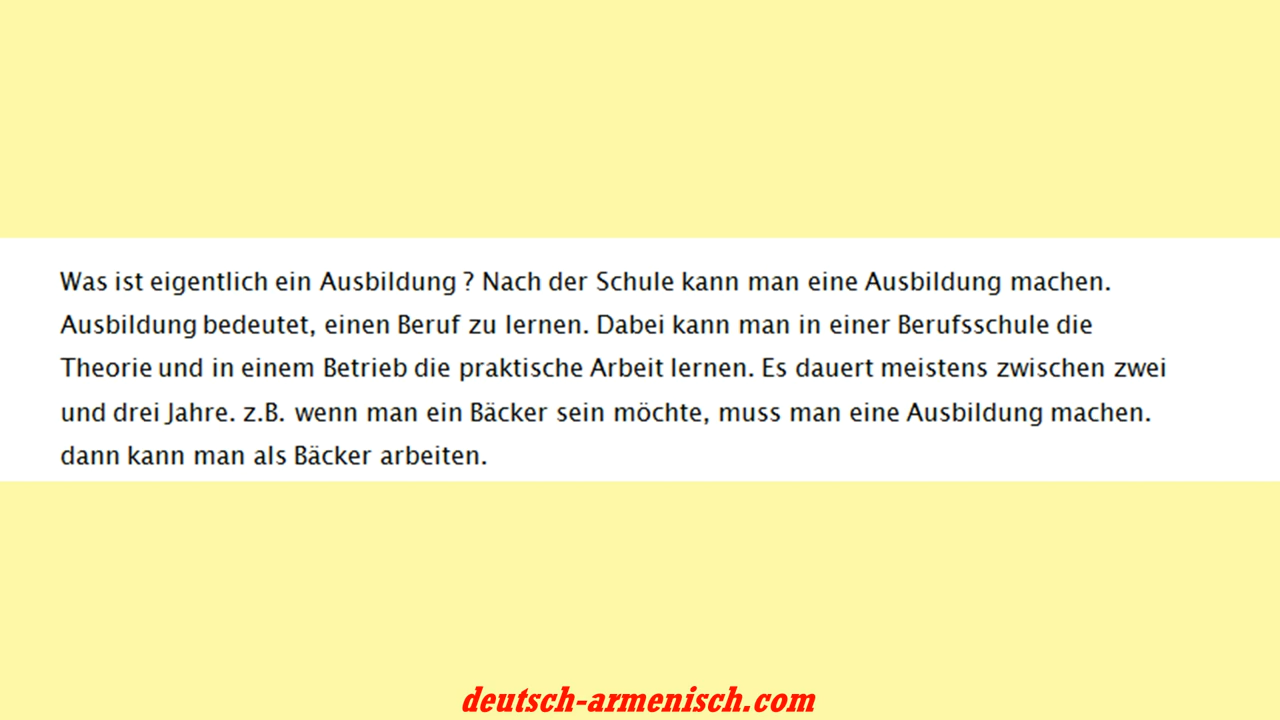 Was ist eigentlich ein Ausbildung ? Nach der Schule kann man eine Ausbildung machen.
Ausbildung bedeutet, einen Beruf zu lernen. Dabei kann man in einer Berufsschule die
Theorie und in einem Betrieb die praktische Arbeit lernen. Es dauert meistens zwischen zwei
und drei Jahre. z.B. wenn man ein Bäcker sein möchte, muss man eine Ausbildung machen.
dann kann man als Bäcker arbeiten.
deutsch-armenisch.com